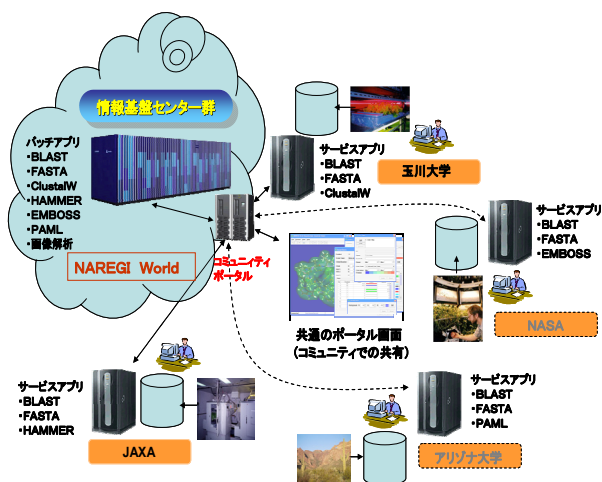 情報基盤センター群
バッチアプリ
・BLAST
・FASTA
・ClustalW
・HAMMER
・EMBOSS
・PAML
・画像解析
NAREGI World
コミュニティ
ポータル
サービスアプリ
・BLAST
・FASTA
・ClustalW
玉川大学
サービスアプリ
・BLAST
・FASTA
・EMBOSS
NASA
共通のポータル画面
(コミュニティでの共有)
サービスアプリ
・BLAST
・FASTA
・HAMMER
JAXA
サービスアプリ
・BLAST
・FASTA
・PAML
アリゾナ大学